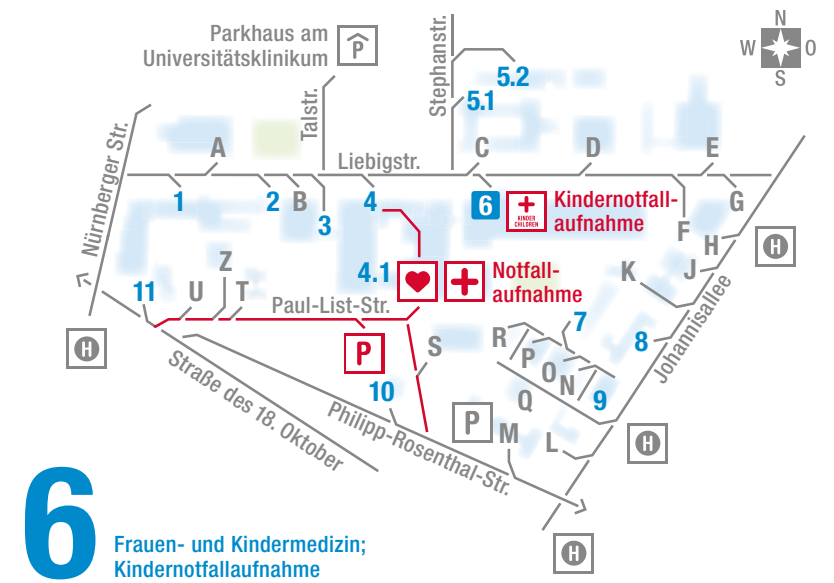 Parkhaus am
Universitätsklinikum
P
Stephanstr.
N
W
O
S
5.2
5.1
Talstr.
Nürnberger Str.
A
Liebigstr.
C
D
E
1
2
B
3
4
6
KINDER
CHILDREN
Kindernotfall-
aufnahme
F
G
H
H
J
K
Z
4.1
Notfall-
aufnahme
11
U
T
Paul-List-Str.
Johannisallee
7
8
H
P
S
R
P
O
N
9
Q
10
Straße des 18. Oktober
Philipp-Rosenthal-Str.
P
M
L
H
H
6
Frauen- und Kindermedizin;
Kindernotfallaufnahme